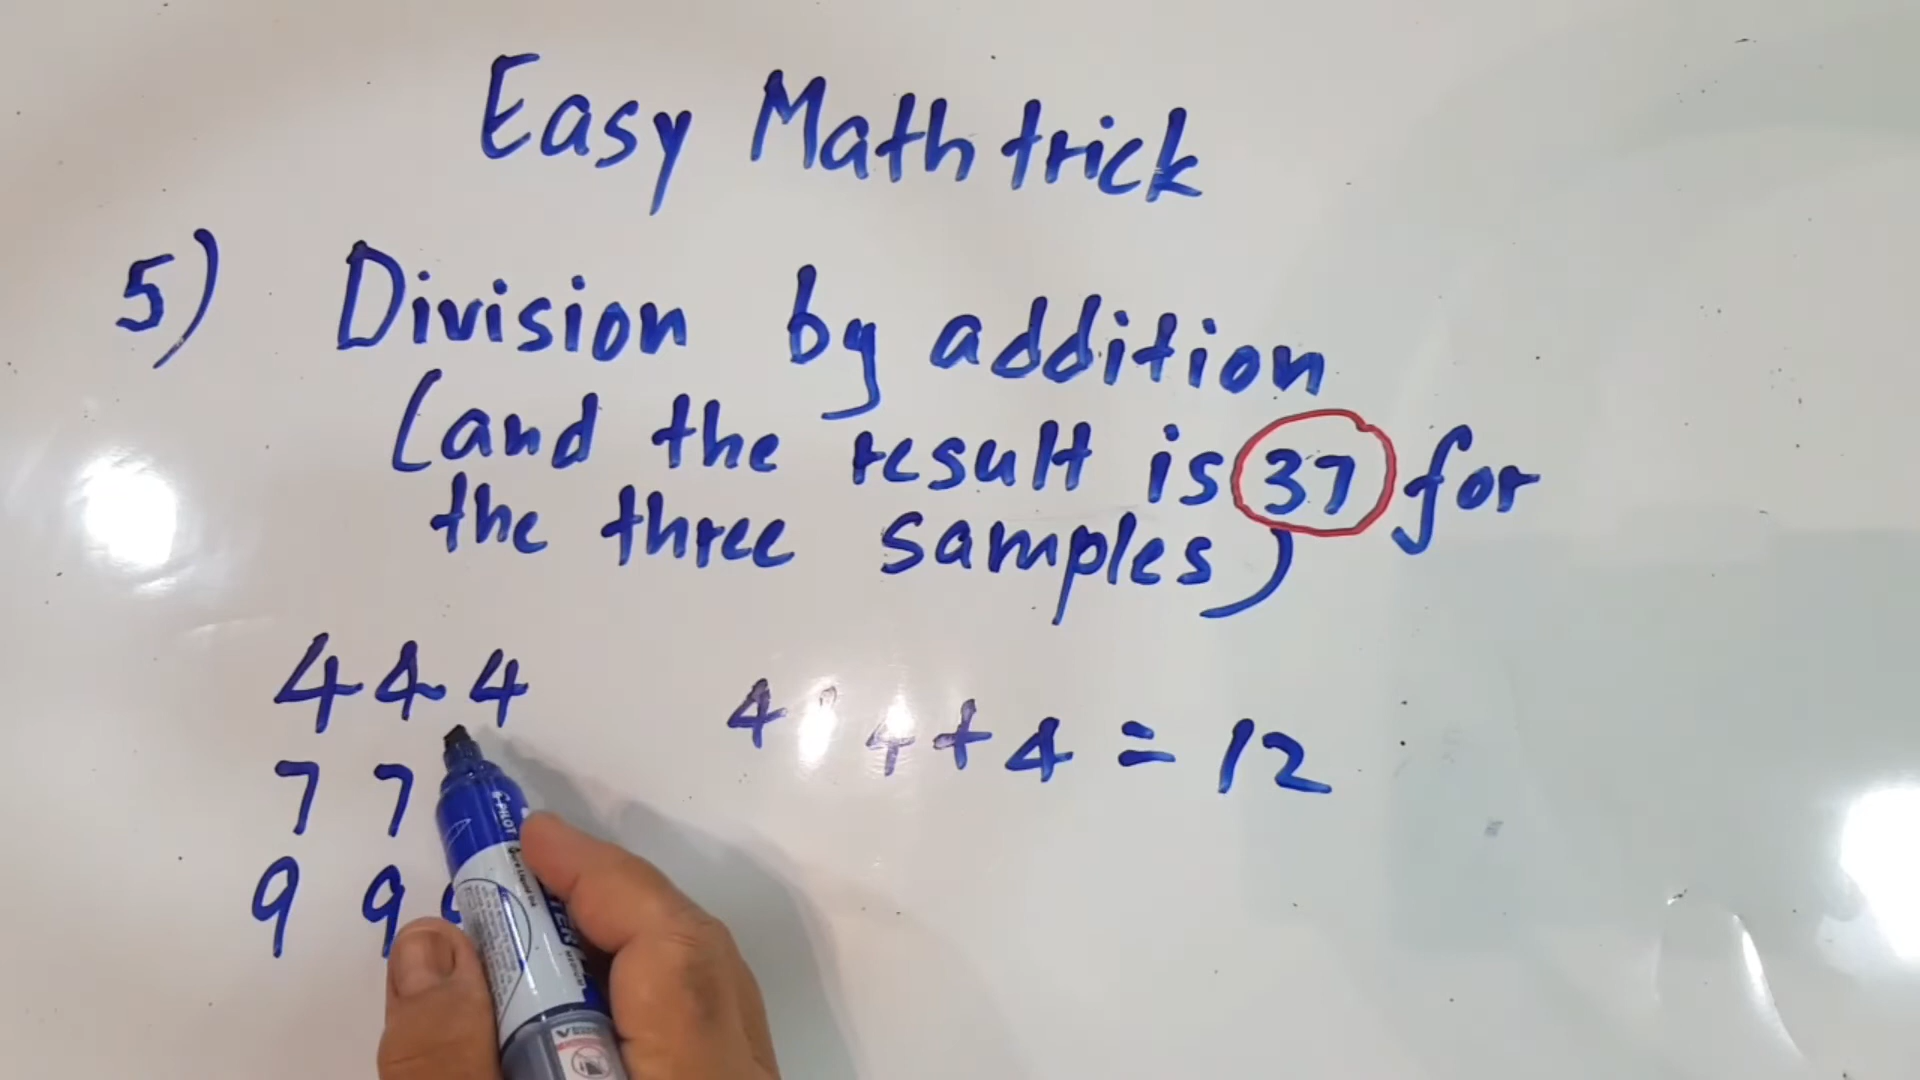 Easy Math trick
5) Division by addition
(and the result is 37 for
the three samples)
444
4 4+4=12
77
99
PILOT